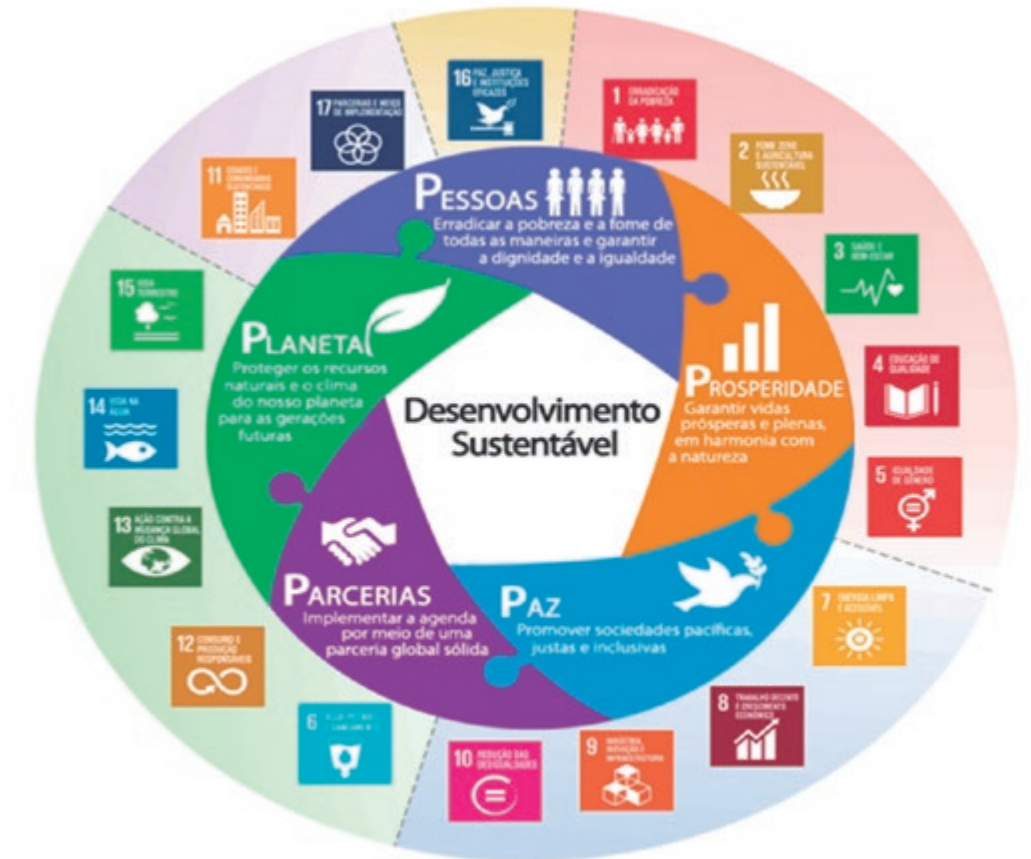 16 PAZ, JUSTIÇA
E INSTITUIÇÕES
EFICAZES
1 ERRADICAÇÃO
DA POBREZA
2 FOME ZERO
E AGRICULTURA
SUSTENTÁVEL
3 SAÚDE E
BEM-ESTAR
4 EDUCAÇÃO DE
QUALIDADE
5 IGUALDADE
DE GÊNERO
7 ENERGIA LIMPA
E ACESSÍVEL
8 TRABALHO DECENTE
E CRESCIMENTO
ECONÔMICO
9 INDÚSTRIA,
INOVAÇÃO E
INFRAESTRUTURA
10 REDUÇÃO DAS
DESIGUALDADES
6
12 CONSUMO E
PRODUÇÃO
RESPONSÁVEIS
13 AÇÃO CONTRA A
MUDANÇA GLOBAL
DO CLIMA
14 VIDA NA
ÁGUA
15 VIDA
TERRESTRE
11 CIDADES E
COMUNIDADES
SUSTENTÁVEIS
17 PARCERIAS E MEIOS
DE IMPLEMENTAÇÃO
PESSOAS
Erradicar a pobreza e a fome de
todas as maneiras e garantir
a dignidade e a igualdade
PROSPERIDADE
Garantir vidas
prósperas e plenas,
em harmonia com
a natureza
PAZ
Promover sociedades pacíficas,
justas e inclusivas
PARCERIAS
Implementar a agenda
por meio de uma
parceria global sólida
PLANETA
Proteger os recursos
naturais e o clima
do nosso planeta
para as gerações
futuras
Desenvolvimento
Sustentável